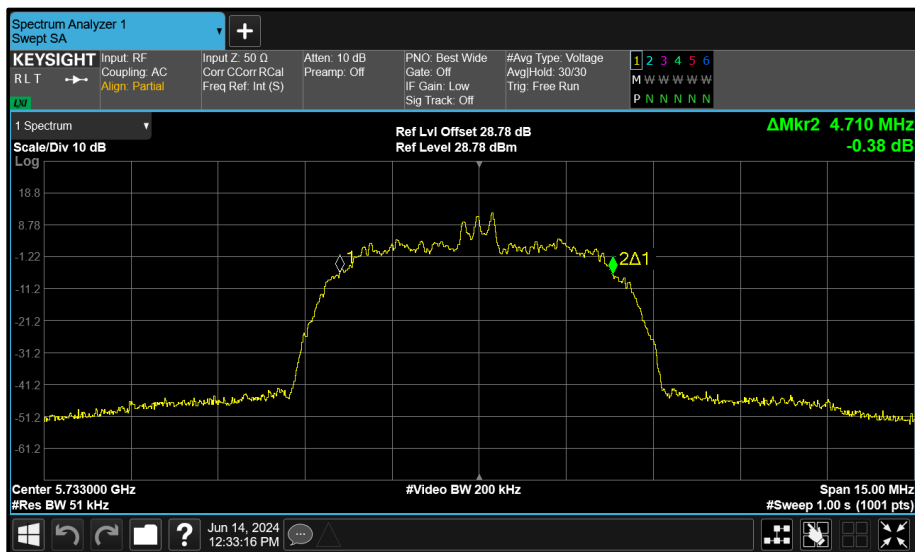 Spectrum Analyzer 1
Swept SA
KEYSIGHT
R L T
LXI
Input: RF
Coupling: AC
Align: Partial
Input Z: 50 Ω
Corr CCorr RCal
Freq Ref: Int (S)
Atten: 10 dB
Preamp: Off
PNO: Best Wide
Gate: Off
IF Gain: Low
Sig Track: Off
#Avg Type: Voltage
Avg|Hold: 30/30
Trig: Free Run
1 2 3 4 5 6
M W W W W W
P N N N N N
1 Spectrum
Scale/Div 10 dB
Ref Lvl Offset 28.78 dB
Ref Level 28.78 dBm
ΔMkr2 4.710 MHz
-0.38 dB
Log
18.8
8.78
-1.22
-11.2
-21.2
-31.2
-41.2
-51.2
-61.2
1
2Δ1
Center 5.733000 GHz
#Res BW 51 kHz
#Video BW 200 kHz
Span 15.00 MHz
#Sweep 1.00 s (1001 pts)
?
Jun 14, 2024
12:33:16 PM